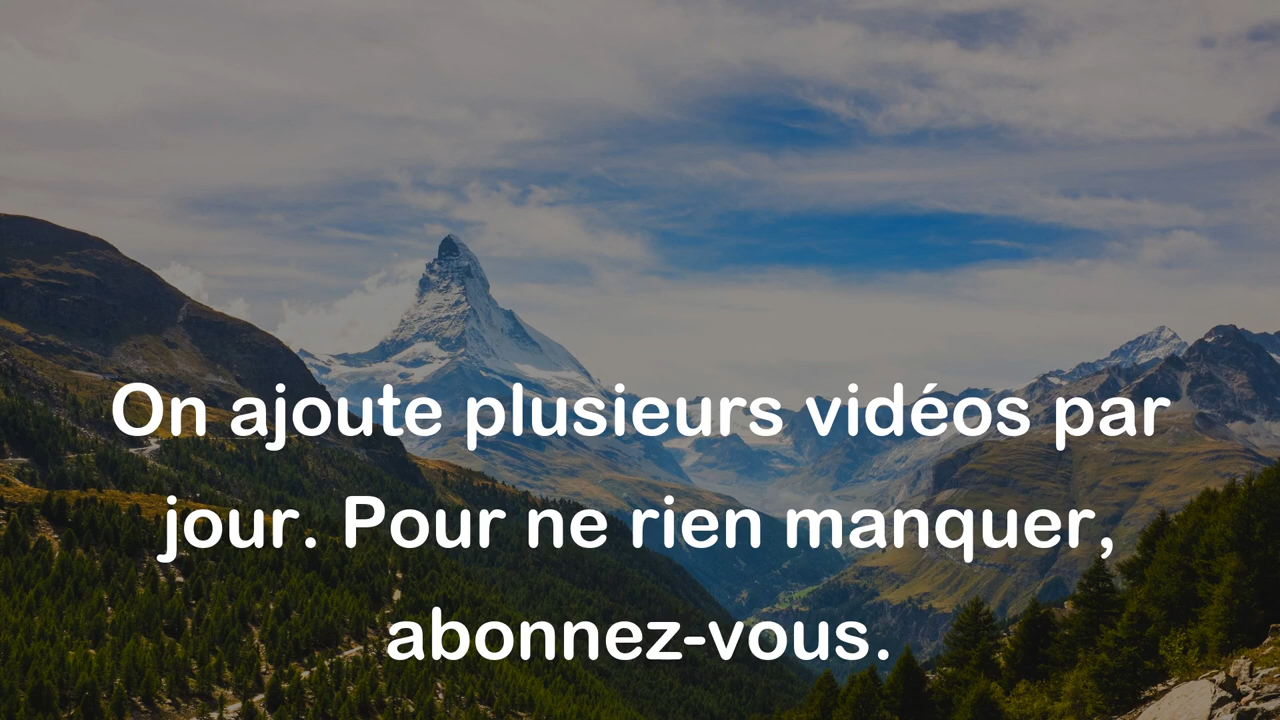 On ajoute plusieurs vidéos par
jour. Pour ne rien manquer,
abonnez-vous.